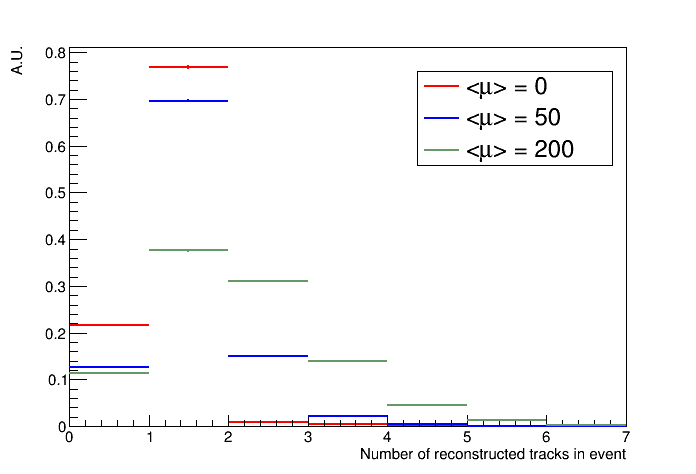 A.U.
0.8
0.7
0.6
0.5
0.4
0.3
0.2
0.1
0
<μ> = 0
<μ> = 50
<μ> = 200
0 1 2 3 4 5 6 7
Number of reconstructed tracks in event